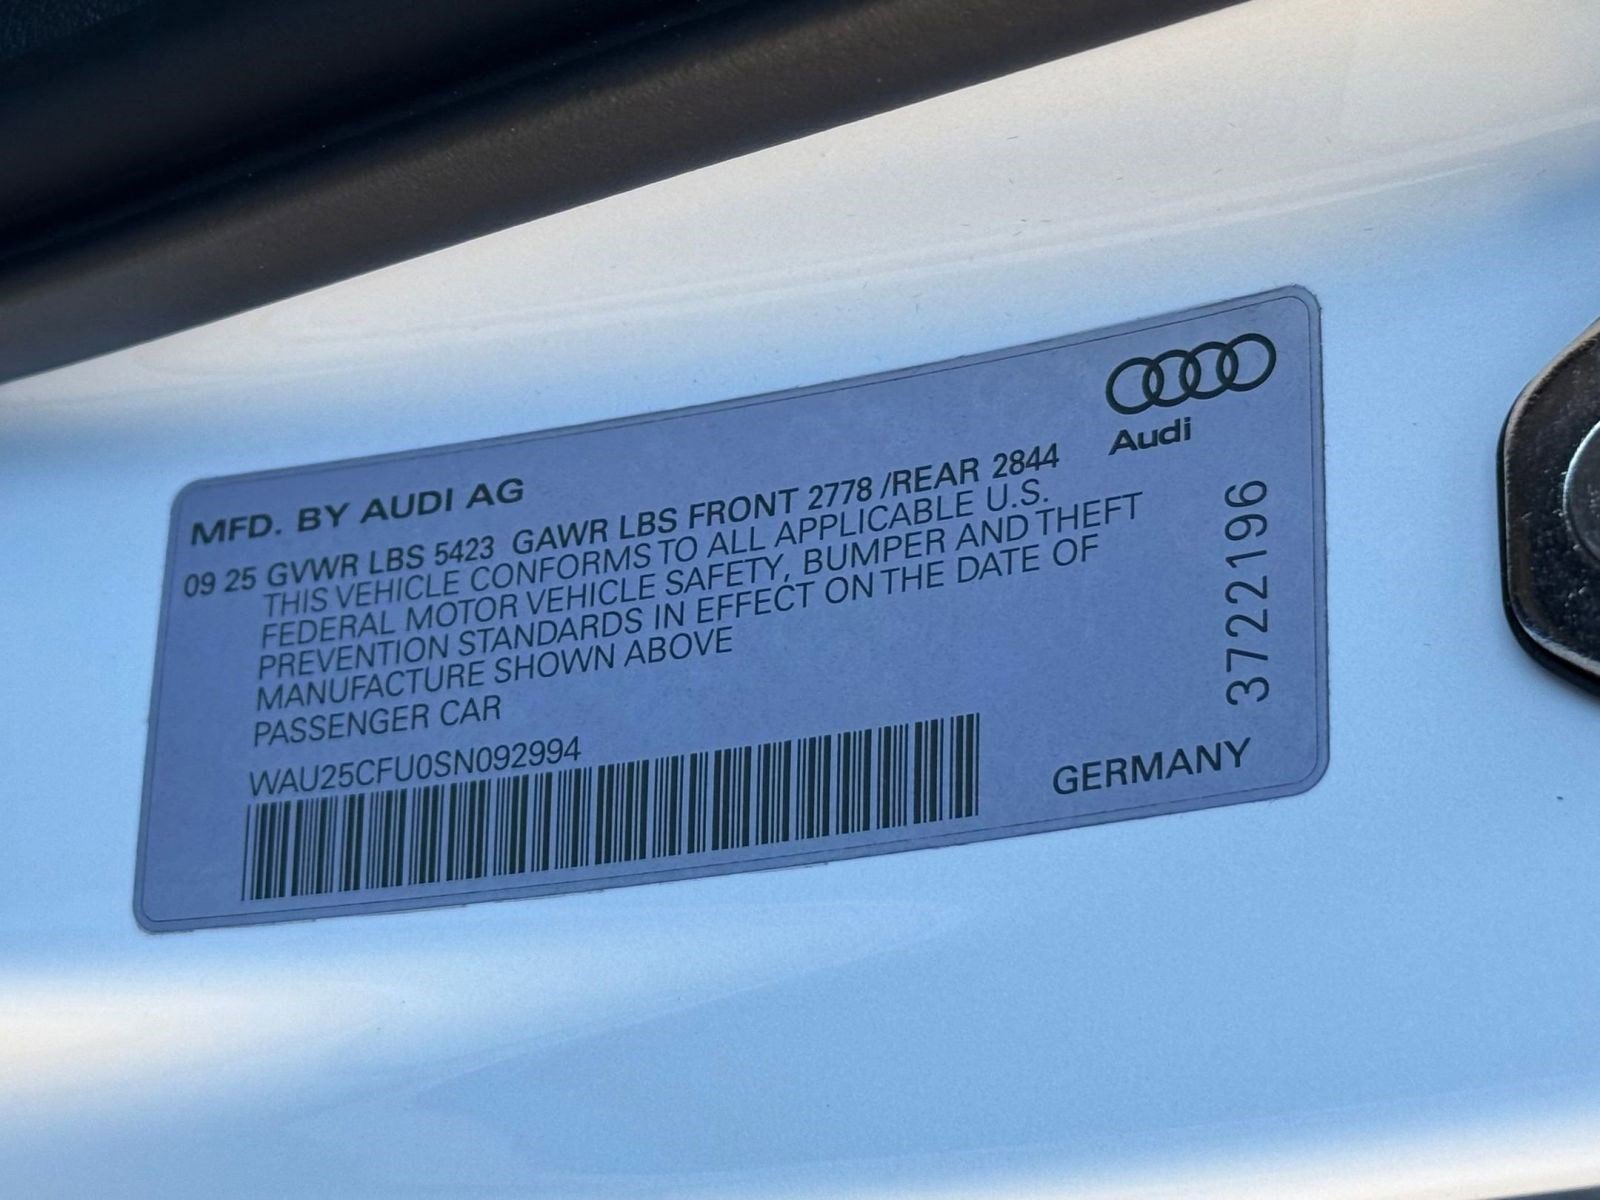 Audi
MFD. BY AUDI AG
09 25 GVWR LBS 5423 GAWR LBS FRONT 2778 /REAR 2844
THIS VEHICLE CONFORMS TO ALL APPLICABLE U.S.
FEDERAL MOTOR VEHICLE SAFETY, BUMPER AND THEFT
PREVENTION STANDARDS IN EFFECT ON THE DATE OF
MANUFACTURE SHOWN ABOVE
PASSENGER CAR
WAU25CFU0SN092994
GERMANY
3722196